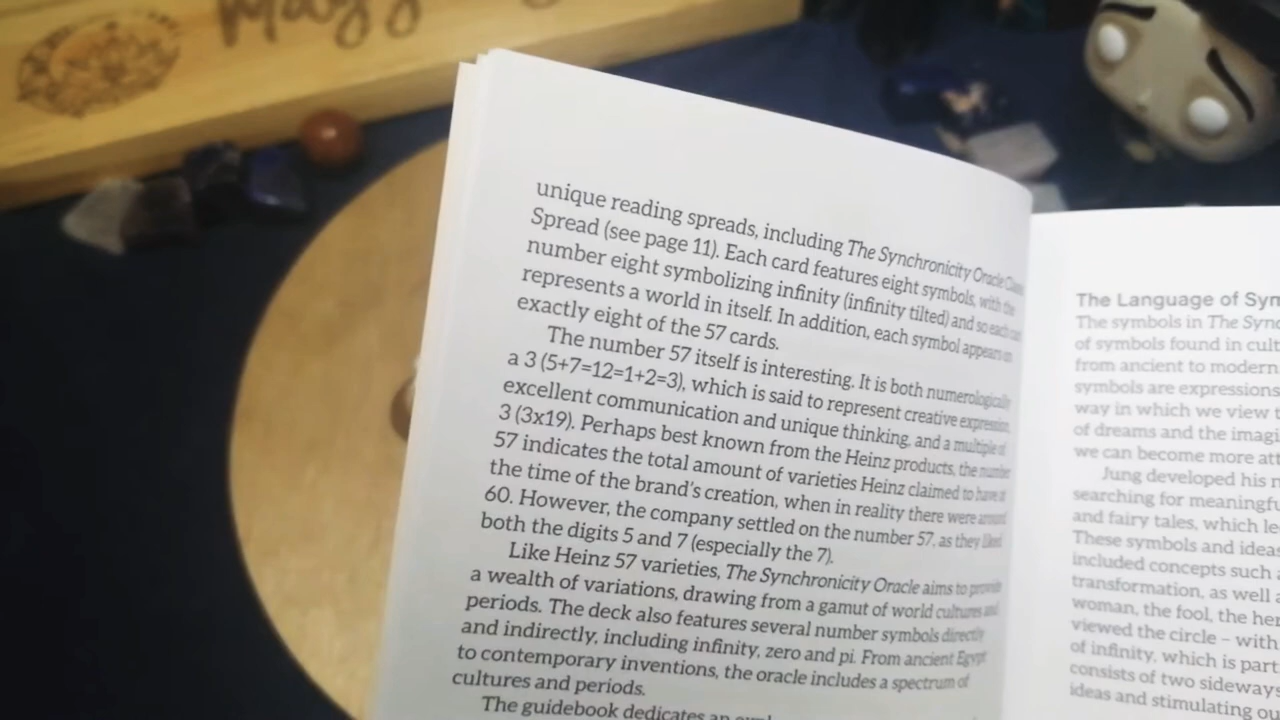 unique reading spreads, including The Synchronicity Oracle
Spread (see page 11). Each card features eight symbols, with the
number eight symbolizing infinity (infinity tilted) and so each
represents a world in itself. In addition, each symbol appears
exactly eight of the 57 cards.
The number 57 itself is interesting. It is both numerologically
a 3 (5+7=12=1+2=3), which is said to represent creative expression,
excellent communication and unique thinking, and a multiple of
3 (3x19). Perhaps best known from the Heinz products, the number
57 indicates the total amount of varieties Heinz claimed to have at
the time of the brand's creation, when in reality there were around
60. However, the company settled on the number 57, as they liked
both the digits 5 and 7 (especially the 7).
Like Heinz 57 varieties, The Synchronicity Oracle aims to provide
a wealth of variations, drawing from a gamut of world cultures and
periods. The deck also features several number symbols directly
and indirectly, including infinity, zero and pi. From ancient Egypt
to contemporary inventions, the oracle includes a spectrum of
cultures and periods.
The guidebook dedicates an
The Language of Sym
The symbols in The Syn
of symbols found in cult
from ancient to modern.
symbols are expressions
way in which we view
of dreams and the imagi
we can become more att
Jung developed his
searching for meaningfu
and fairy tales, which le
These symbols and ideas
included concepts such
transformation, as well
woman, the fool, the her
viewed the circle – with
of infinity, which is part
consists of two sideways
ideas and stimulating ou